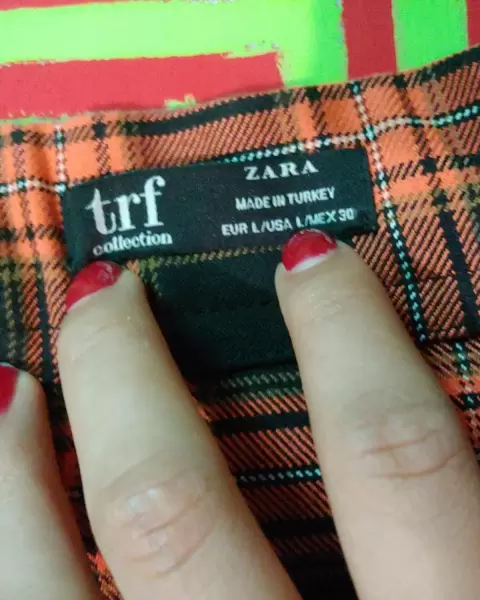 trf
collection
ZARA
MADE IN TURKEY
EUR L/USA L/MEX 30